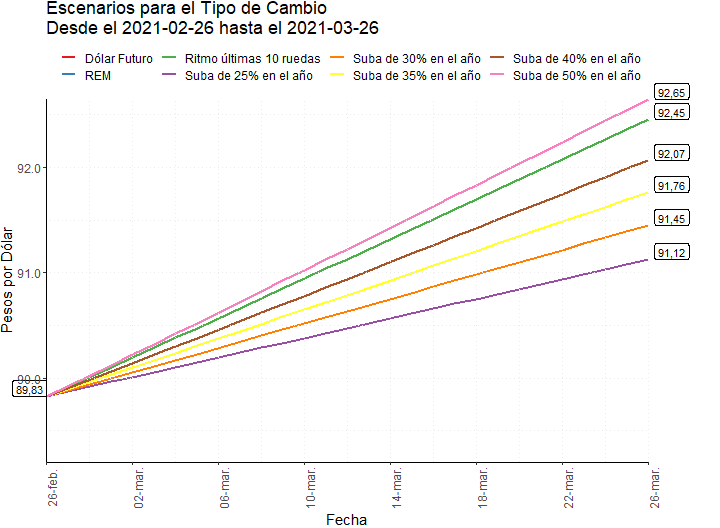 Escenarios para el Tipo de Cambio
Desde el 2021-02-26 hasta el 2021-03-26
Dólar Futuro
Ritmo últimas 10 ruedas
Suba de 30% en el año
Suba de 40% en el año
REM
Suba de 25% en el año
Suba de 35% en el año
Suba de 50% en el año
92,65
92,45
92,07
91,76
91,45
91,12
92.0
91.0
90.0
89,83
Pesos por Dólar
26-feb.
02-mar.
06-mar.
10-mar.
14-mar.
18-mar.
22-mar.
26-mar.
Fecha